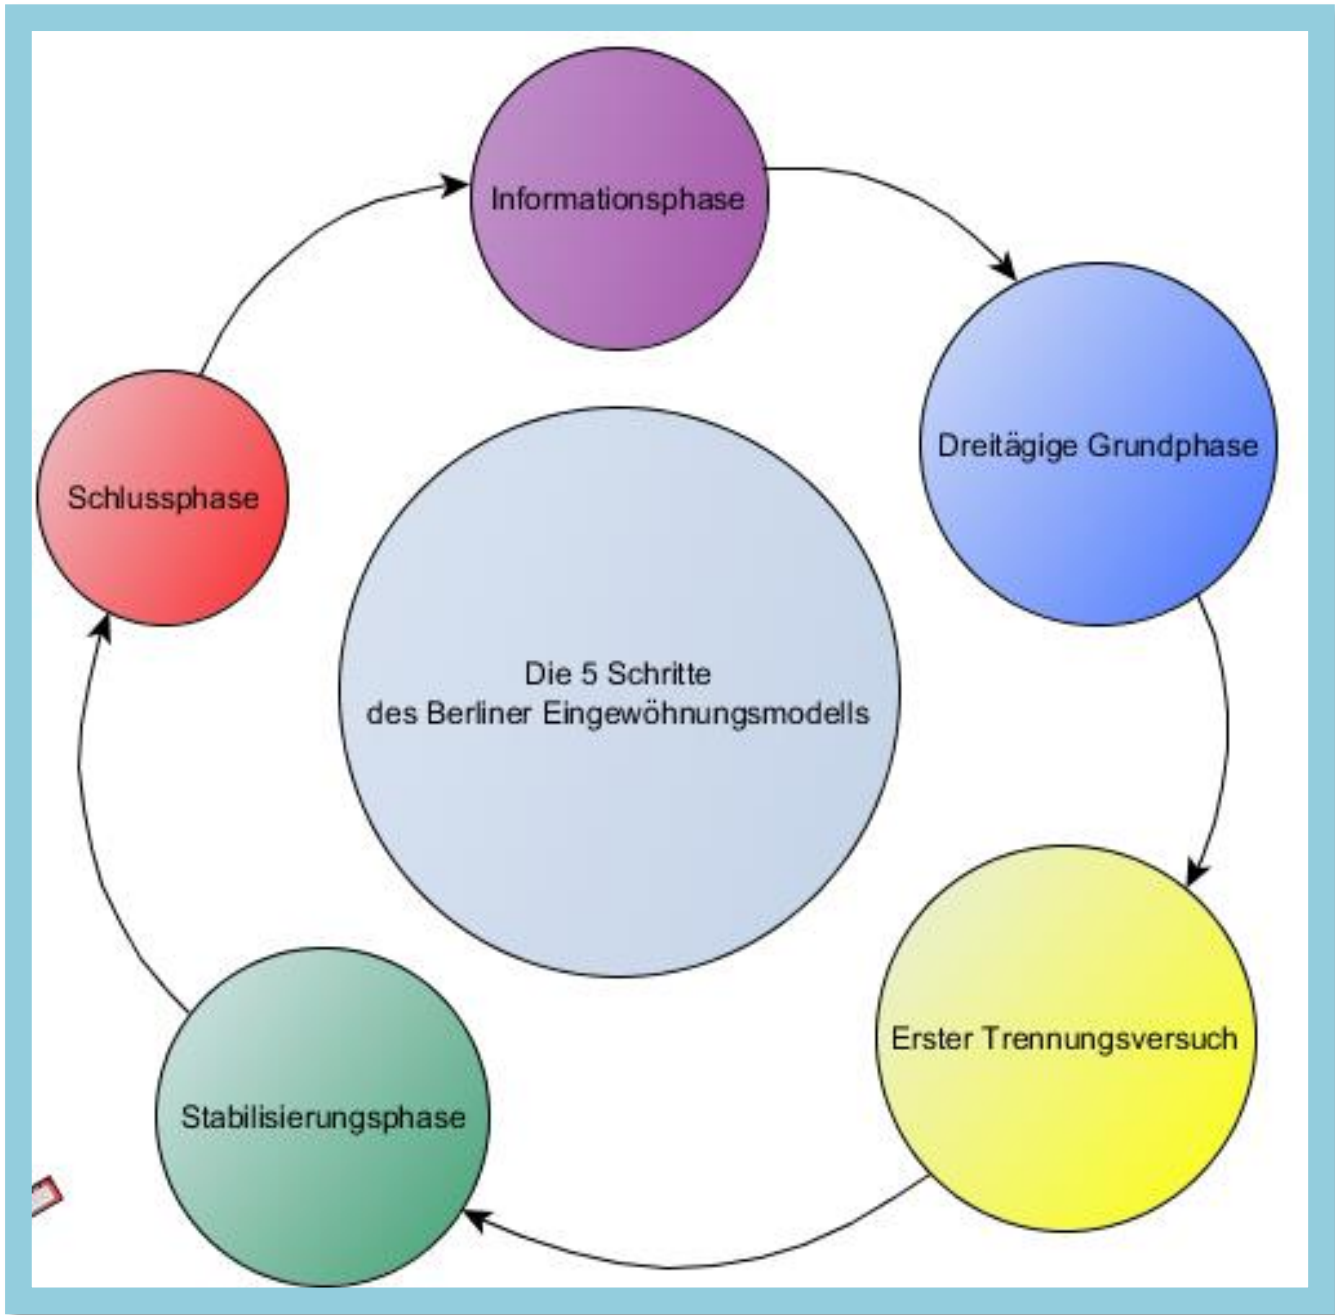 Informationsphase
Dreitägige Grundphase
Schlussphase
Die 5 Schritte
des Berliner Eingewöhnungsmodells
Erster Trennungsversuch
Stabilisierungsphase